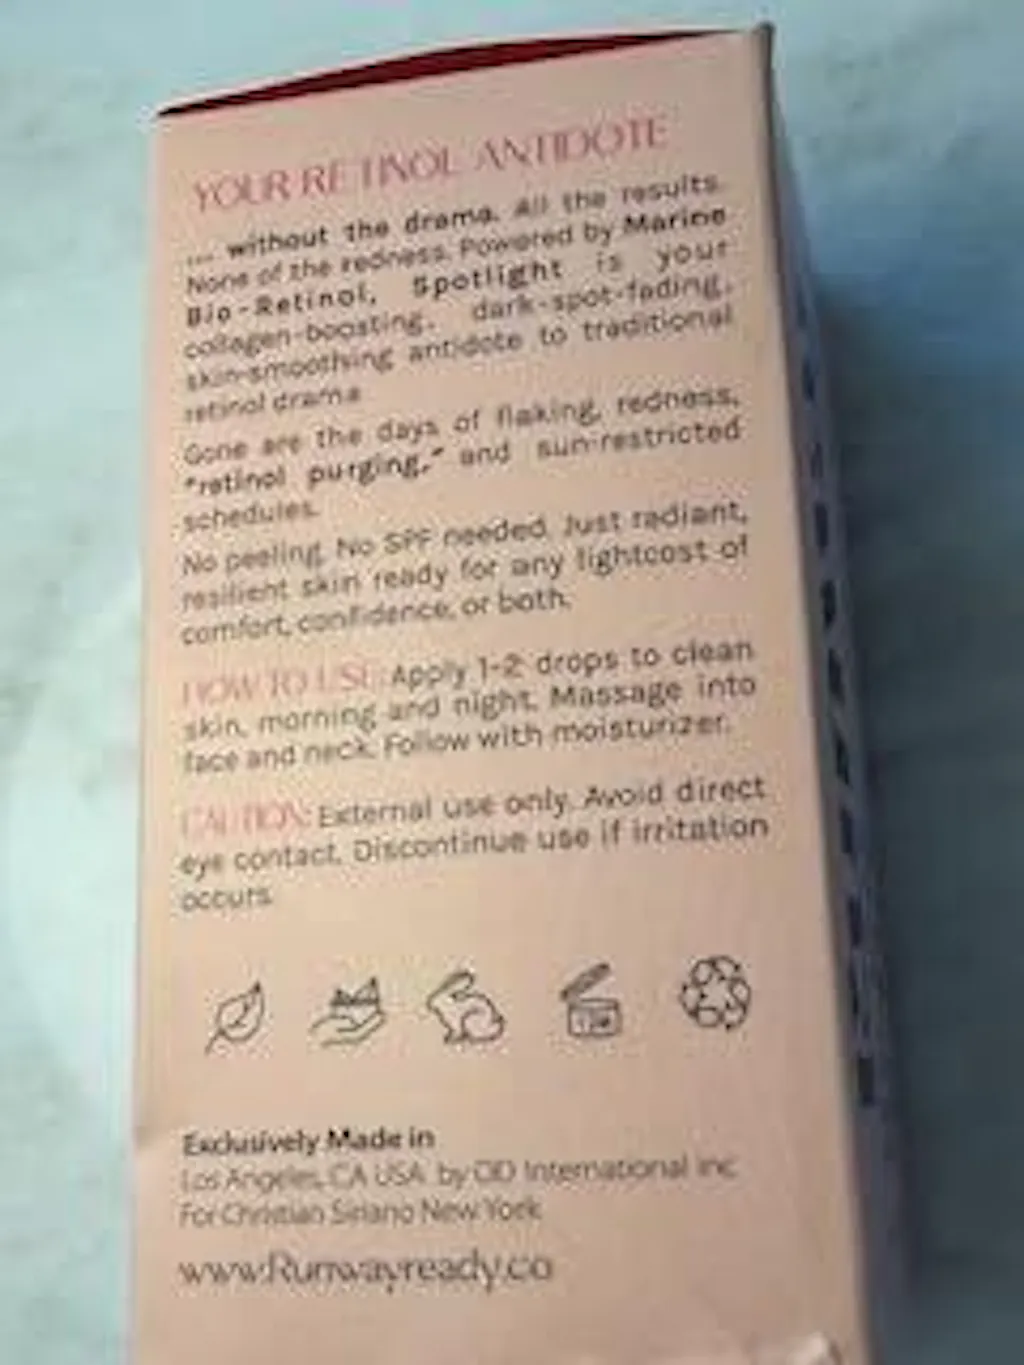 YOUR RETINOL ANTIDOTE
... without the drama. All the results.
None of the redness. Powered by Marine
Bio-Retinol, Spotlight is your
collagen-boosting, dark-spot-fading,
skin-smoothing antidote to traditional
retinol drama
Gone are the days of flaking, redness,
"retinol purging," and sun-restricted
schedules.
No peeling. No SPF needed. Just radiant,
resilient skin ready for any lightcost of
comfort, confidence, or both.
HOW TO USE: Apply 1-2 drops to clean
skin, morning and night. Massage into
face and neck. Follow with moisturizer.
CAUTION: External use only. Avoid direct
eye contact. Discontinue use if irritation
occurs.
Exclusively Made in
Los Angeles, CA USA by OD International Inc
For Christian Siriano New York
www.Runwayready.co